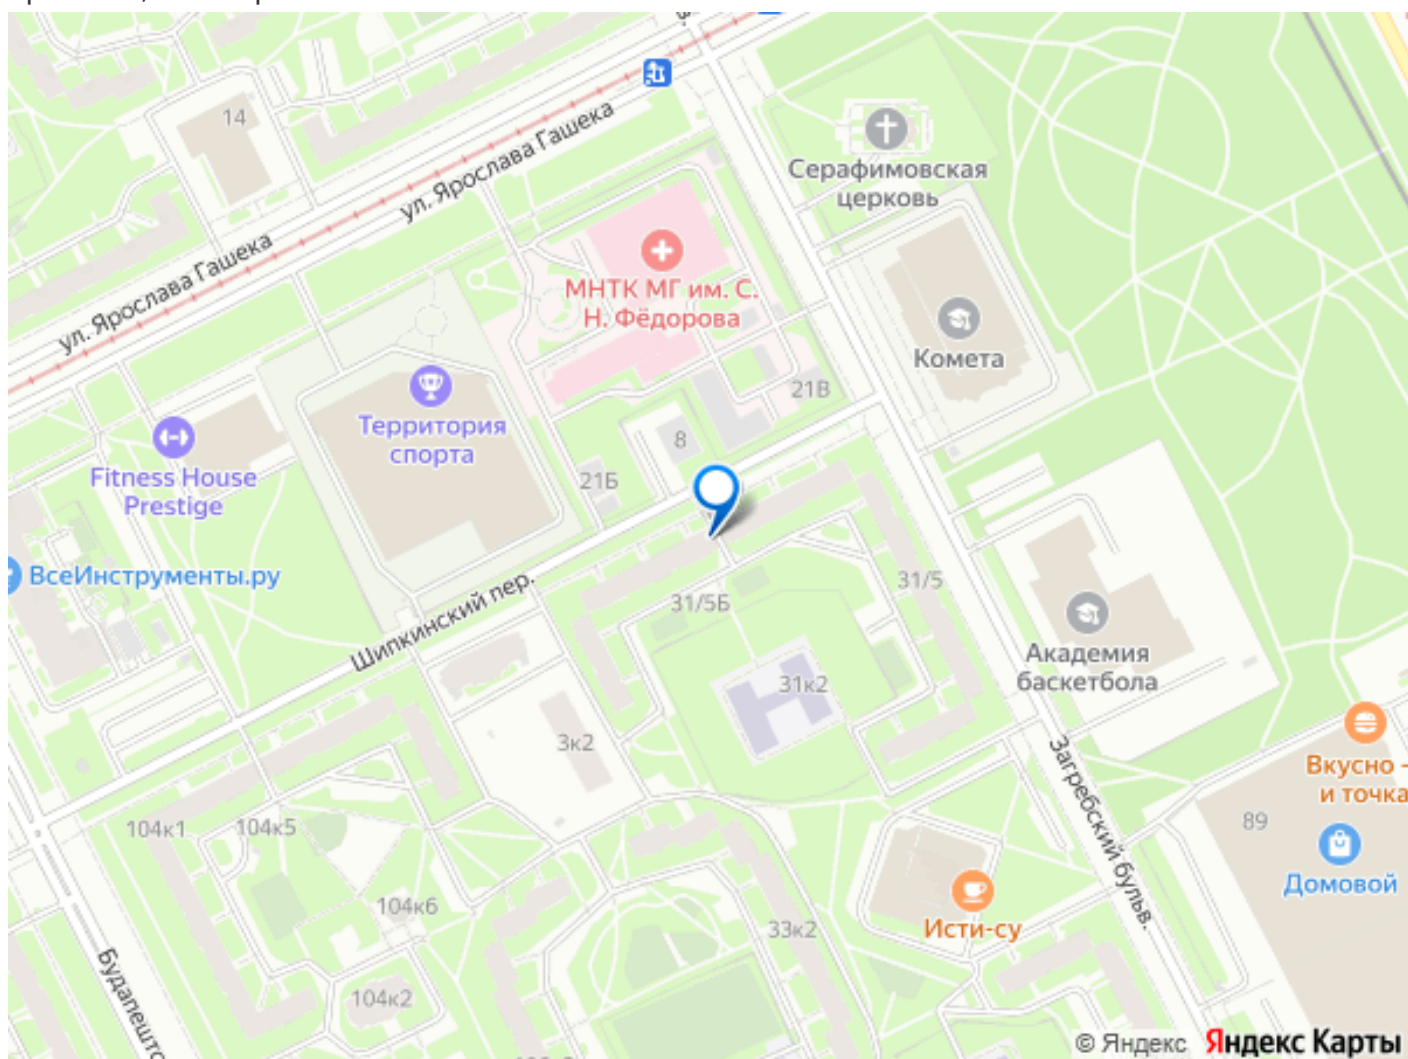 14
ул. Ярослава Гашека
ул. Ярослава Гашека
Серафимовская
церковь
МНТК МГ им. С.
Н. Фёдорова
Комета
21В
Территория
спорта
8
Fitness House
Prestige
21Б
ВсеИнструменты.ру
Шипкинский пер.
31/5Б
31/5
Академия
баскетбола
31к2
3к2
Загребский бульв.
Вкусно –
и точка
89
Домовой
104к1
104к5
104к6
33к2
Исти-су
104к2
© Яндекс Яндекс Карты